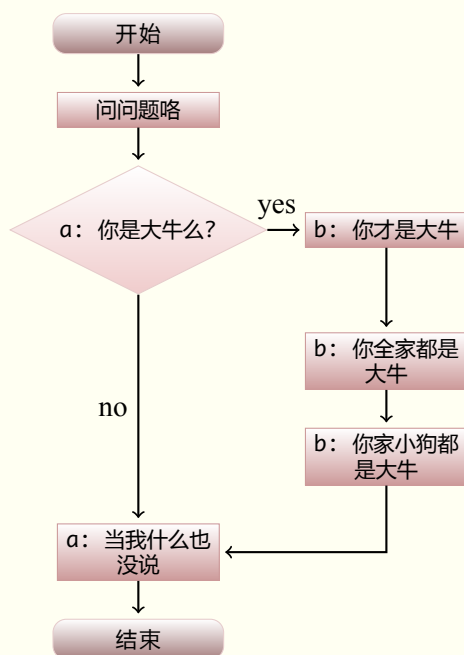 开始
问问题咯
a: 你是大牛么?
yes
b: 你才是大牛
b: 你全家都是
大牛
no
b: 你家小狗都
是大牛
a: 当我什么也
没说
结束